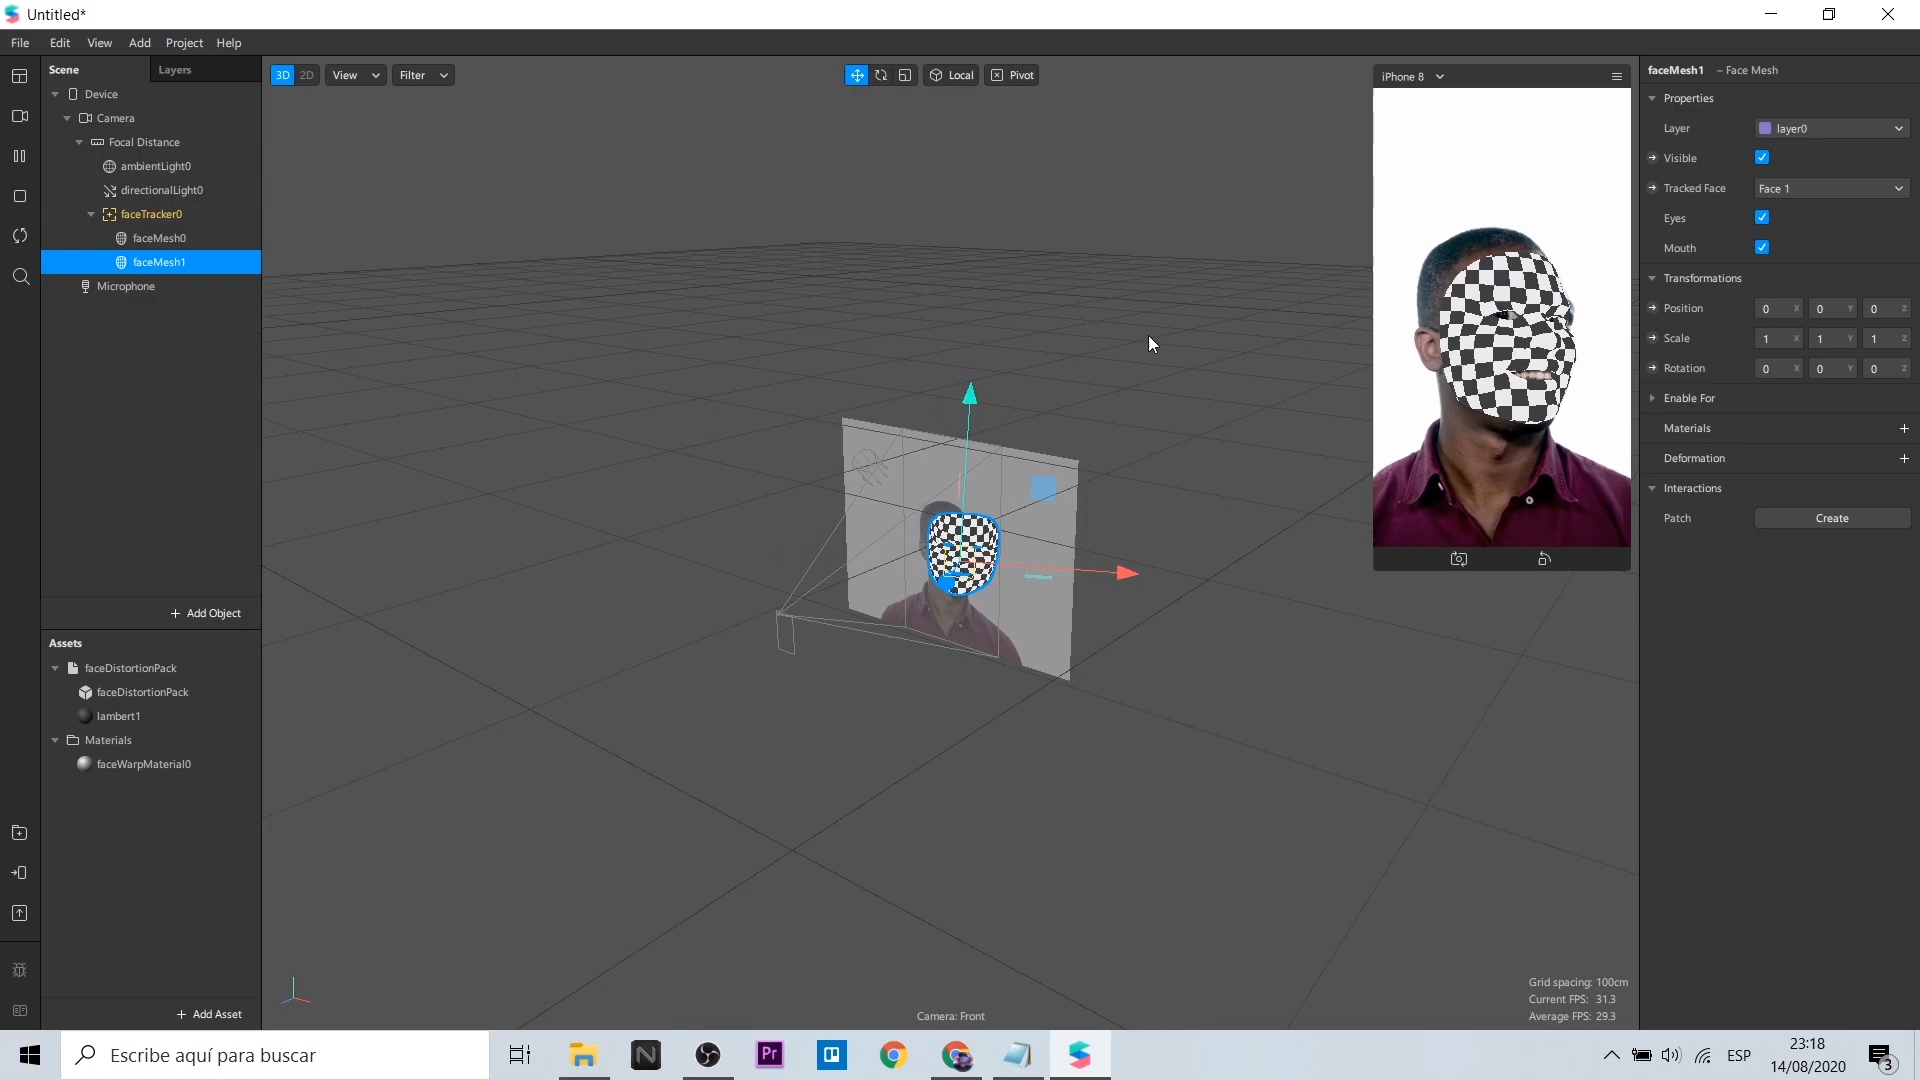 Untitled*
File Edit View Add Project Help
Scene Layers
Device
Camera
Focal Distance
ambientLight0
directionalLight0
faceTracker0
faceMesh0
faceMesh1
Microphone
+ Add Object
Assets
faceDistortionPack
faceDistortionPack
lambert1
Materials
faceWarpMaterial0
+ Add Asset
3D 2D View Filter
Local Pivot
iPhone 8
Camera: Front
Grid spacing: 100cm
Current FPS: 31.3
Average FPS: 29.3
faceMesh1 – Face Mesh
Properties
Layer layer0
Visible
Tracked Face Face 1
Eyes
Mouth
Transformations
Position 0 X 0 Y 0 Z
Scale 1 X 1 Y 1 Z
Rotation 0 X 0 Y 0 Z
Enable For
Materials +
Deformation +
Interactions
Patch Create
Escribe aquí para buscar
N
Pr
ESP
23:18
14/08/2020
3